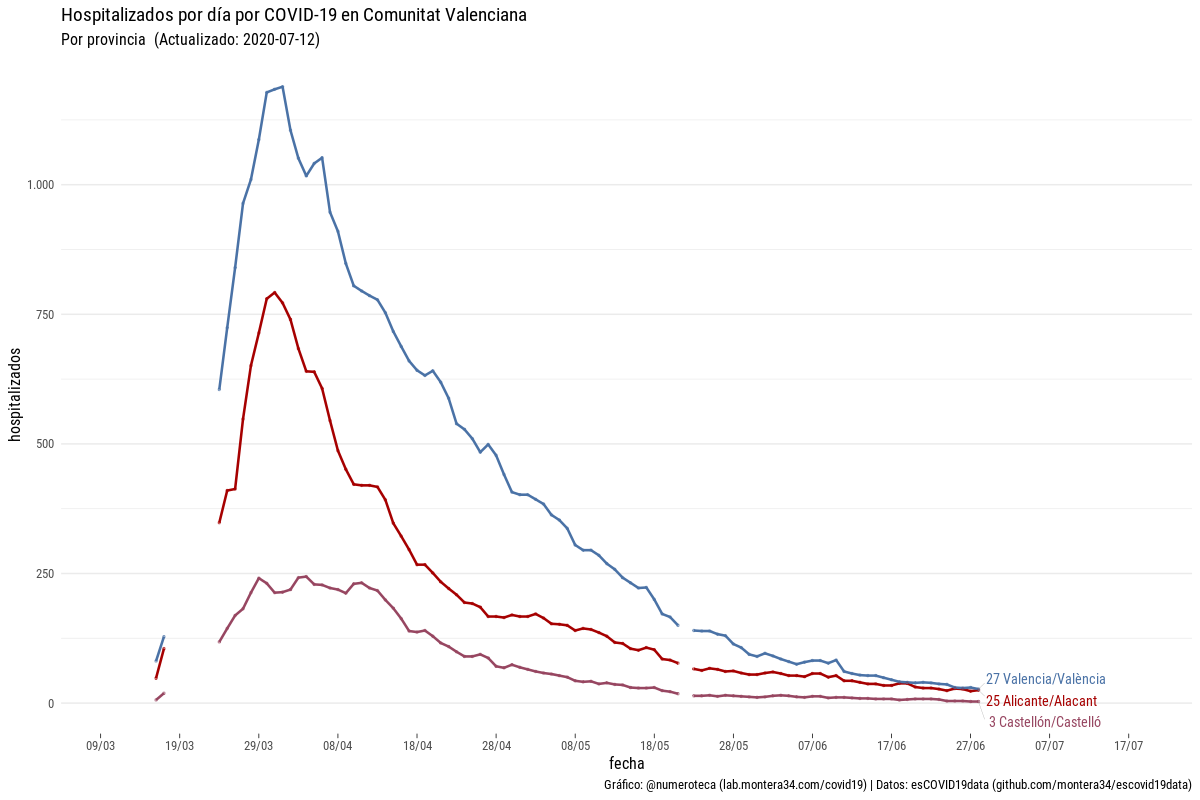 Hospitalizados por día por COVID-19 en Comunitat Valenciana
Por provincia  (Actualizado: 2020-07-12)
hospitalizados
1.000
750
500
250
0
27 Valencia/València
25 Alicante/Alacant
3 Castellón/Castelló
09/03
19/03
29/03
08/04
18/04
28/04
08/05
18/05
28/05
07/06
17/06
27/06
07/07
17/07
fecha
Gráfico: @numeroteca (lab.montera34.com/covid19) | Datos: esCOVID19data (github.com/montera34/escovid19data)